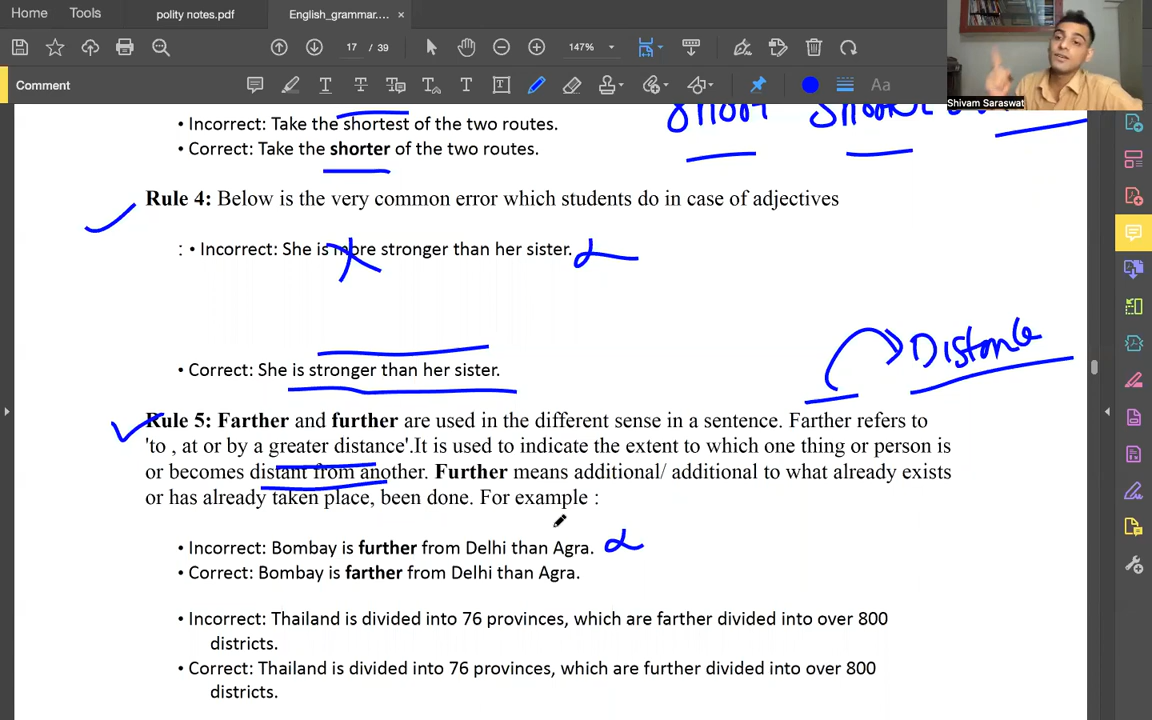 Home Tools polity notes.pdf English_grammar.... ×
17 / 39 147%
Comment Aa
Shivam Saraswat
• Incorrect: Take the shortest of the two routes.
• Correct: Take the shorter of the two routes.
Rule 4: Below is the very common error which students do in case of adjectives
: • Incorrect: She is more stronger than her sister.
Distance
• Correct: She is stronger than her sister.
Rule 5: Farther and further are used in the different sense in a sentence. Farther refers to
'to , at or by a greater distance'.It is used to indicate the extent to which one thing or person is
or becomes distant from another. Further means additional/ additional to what already exists
or has already taken place, been done. For example :
• Incorrect: Bombay is further from Delhi than Agra.
• Correct: Bombay is farther from Delhi than Agra.
• Incorrect: Thailand is divided into 76 provinces, which are farther divided into over 800
districts.
• Correct: Thailand is divided into 76 provinces, which are further divided into over 800
districts.